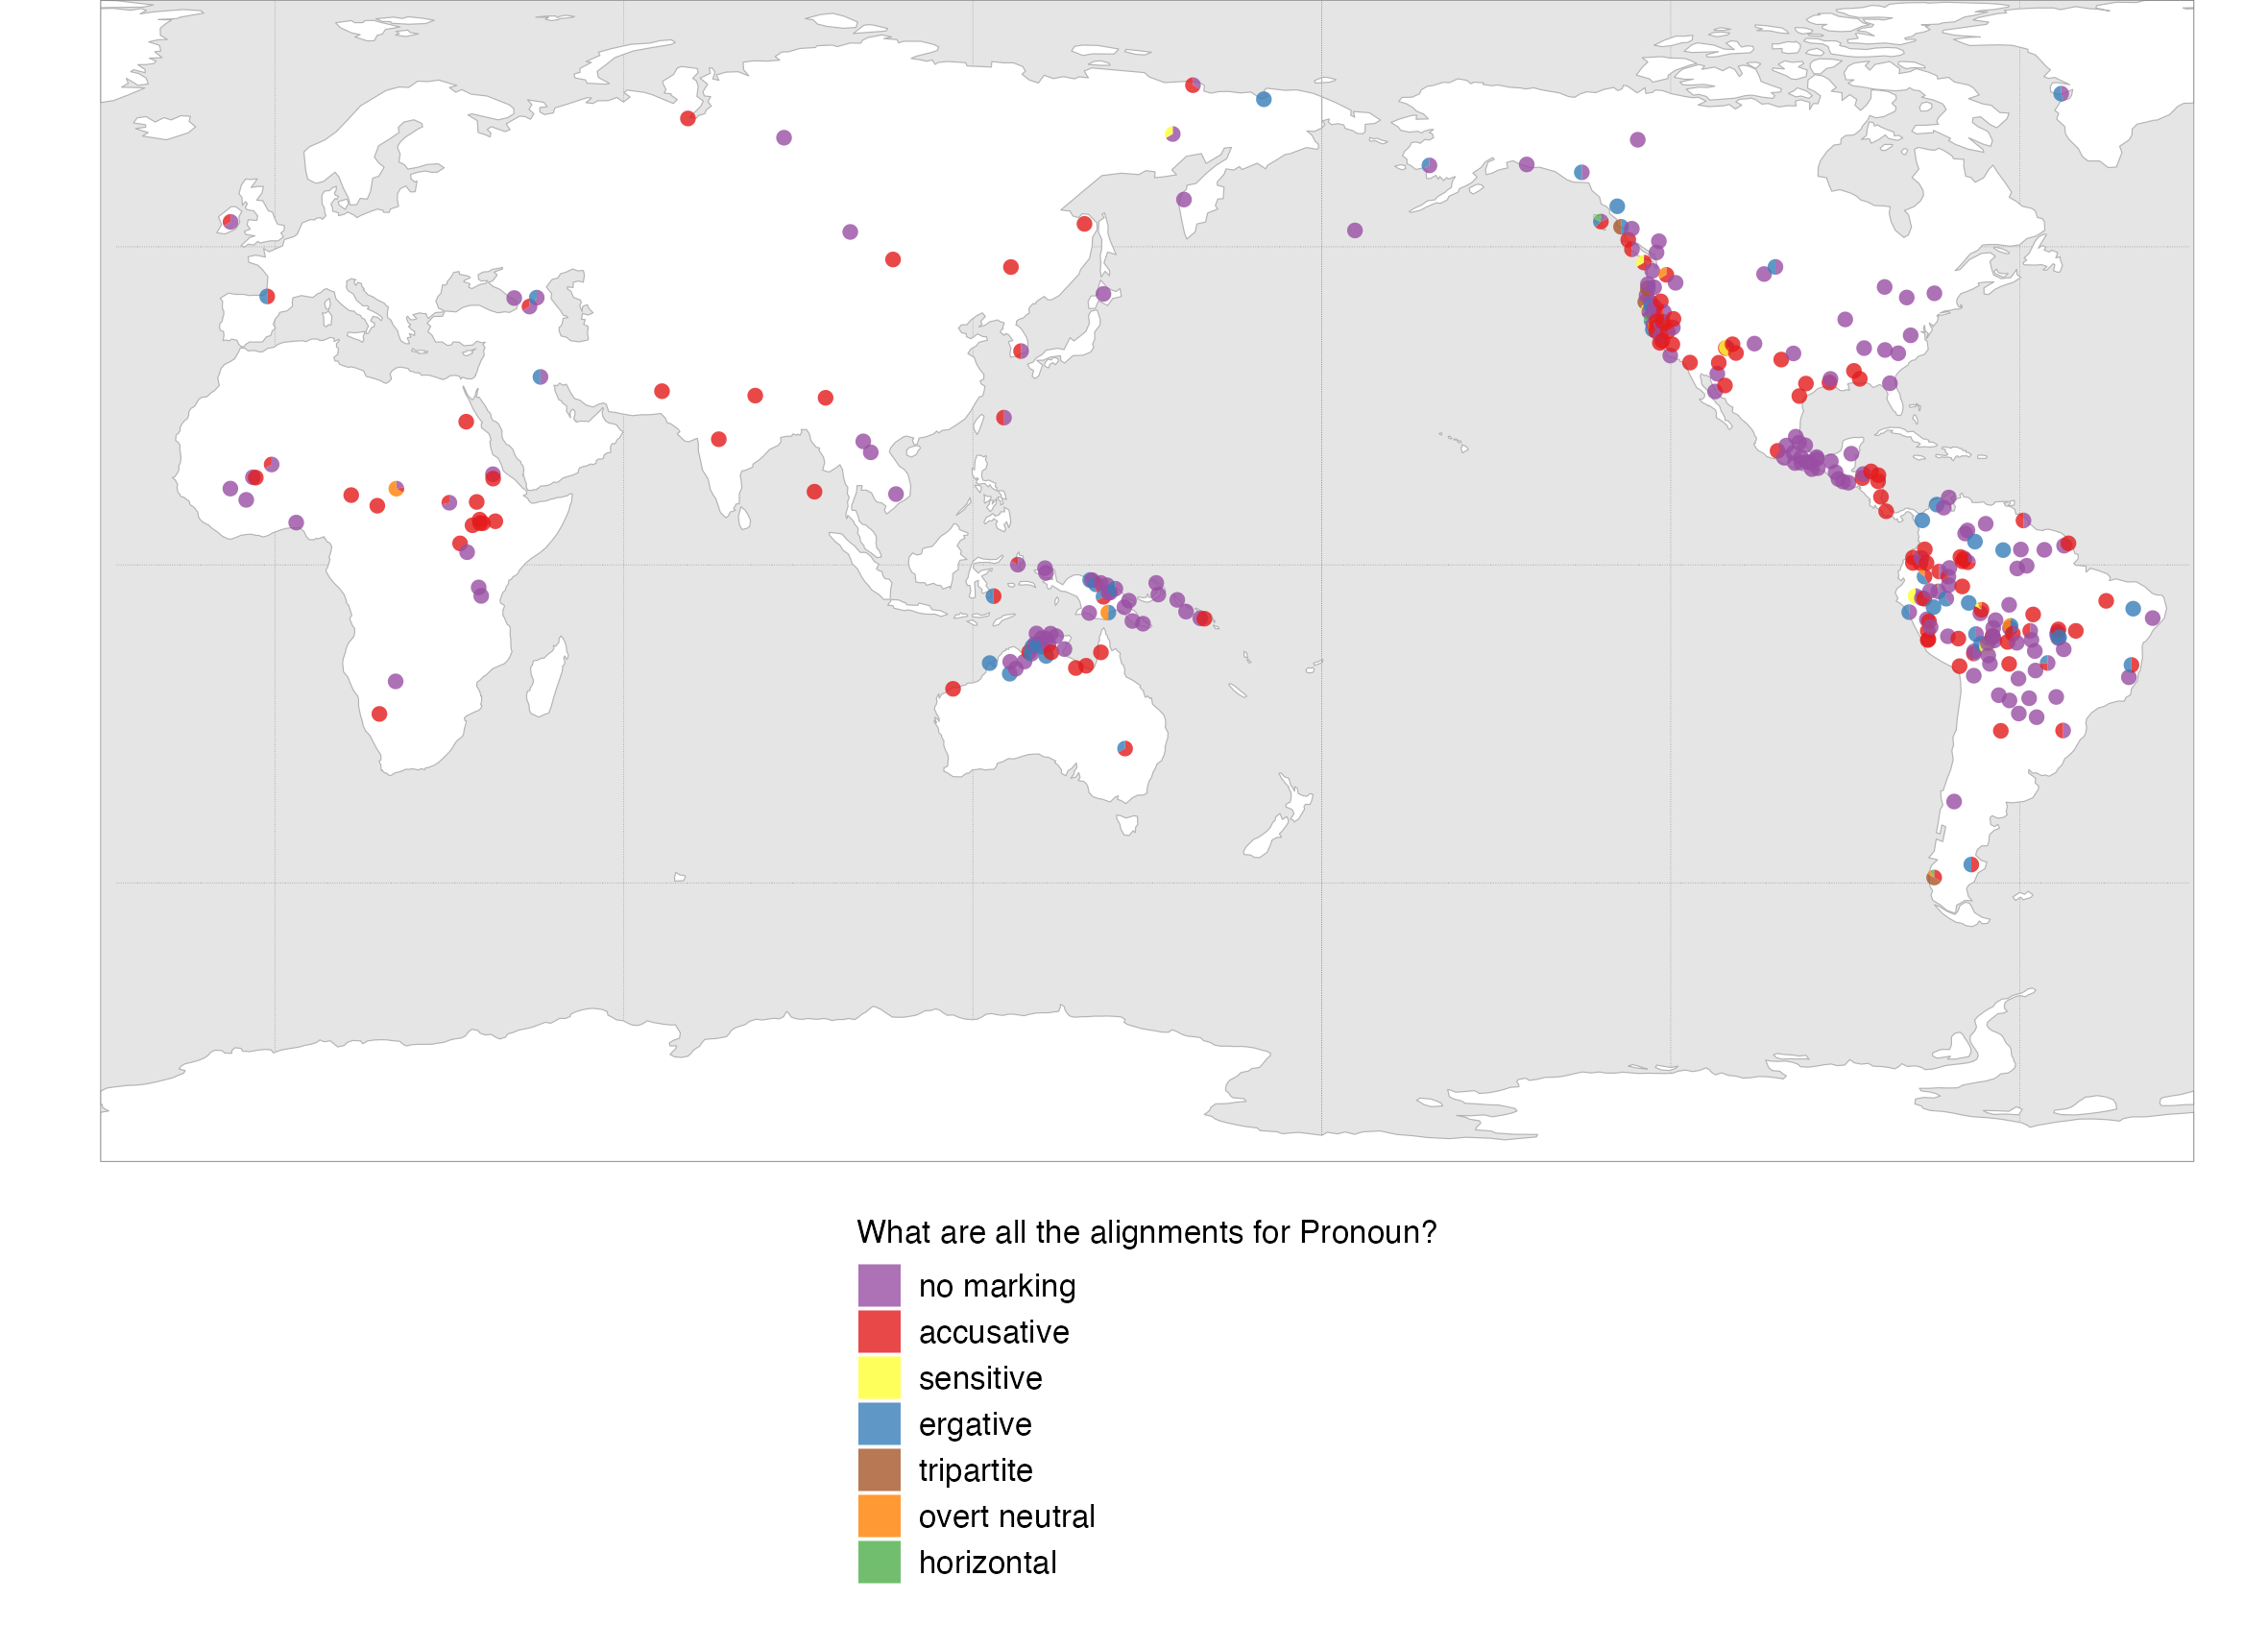 What are all the alignments for Pronoun?
no marking
accusative
sensitive
ergative
tripartite
overt neutral
horizontal